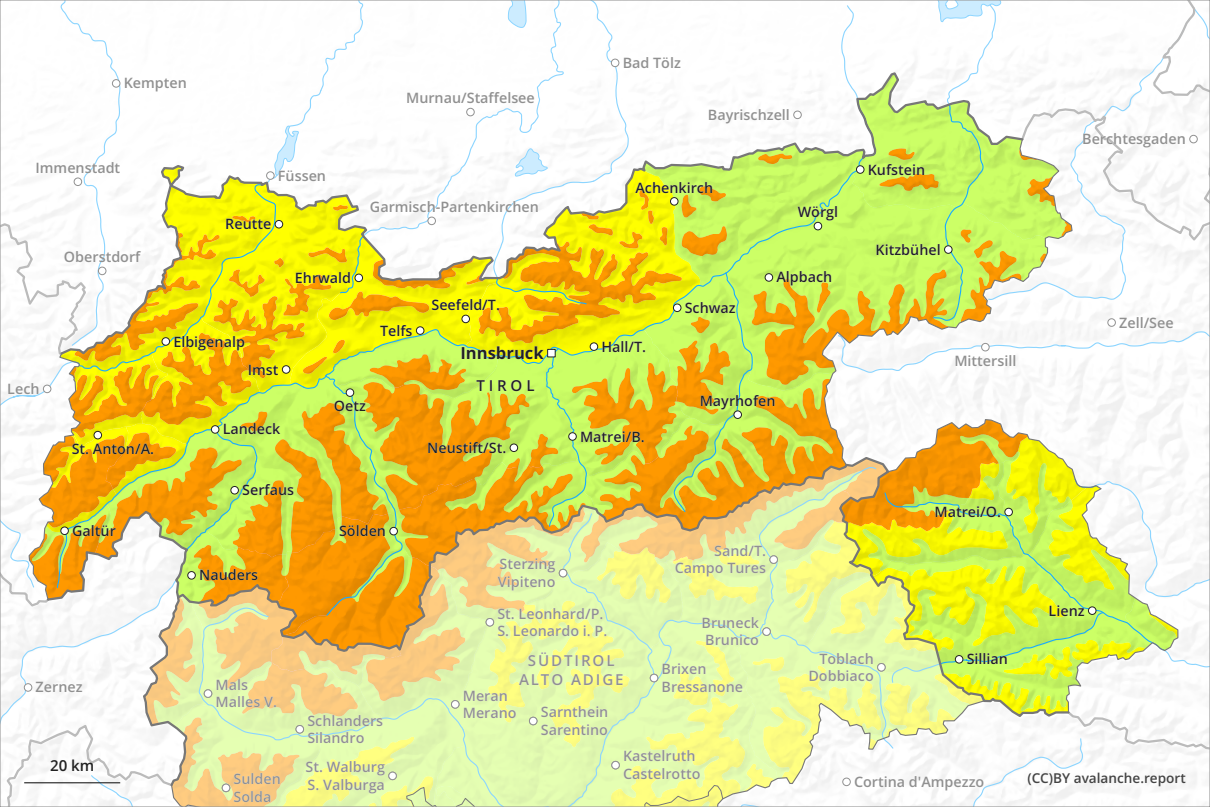 Kempten
Bad Tölz
Murnau/Staffelsee
Bayrischzell
Berchtesgaden
Immenstadt
Füssen
Kufstein
Achenkirch
Garmisch-Partenkirchen
Wörgl
Reutte
Kitzbühel
Oberstdorf
Ehrwald
Alpbach
Seefeld/T.
Schwaz
Zell/See
Telfs
Elbigenalp
Innsbruck
Hall/T.
Mittersill
Imst
TIROL
Lech
Oetz
Mayrhofen
Landeck
Matrei/B.
St. Anton/A.
Neustift/St.
Serfaus
Matrei/O.
Galtür
Sölden
Sand/T.
Campo Tures
Sterzing
Vipiteno
Nauders
St. Leonhard/P.
S. Leonardo i. P.
Lienz
Bruneck
Brunico
SÜDTIROL
ALTO ADIGE
Sillian
Toblach
Dobbiaco
Brixen
Bressanone
Zernez
Mals
Malles V.
Meran
Merano
Sarnthein
Sarentino
Schlanders
Silandro
Kastelruth
Castelrotto
St. Walburg
S. Valburga
20 km
Sulden
Solda
Cortina d'Ampezzo
(CC)BY avalanche.report